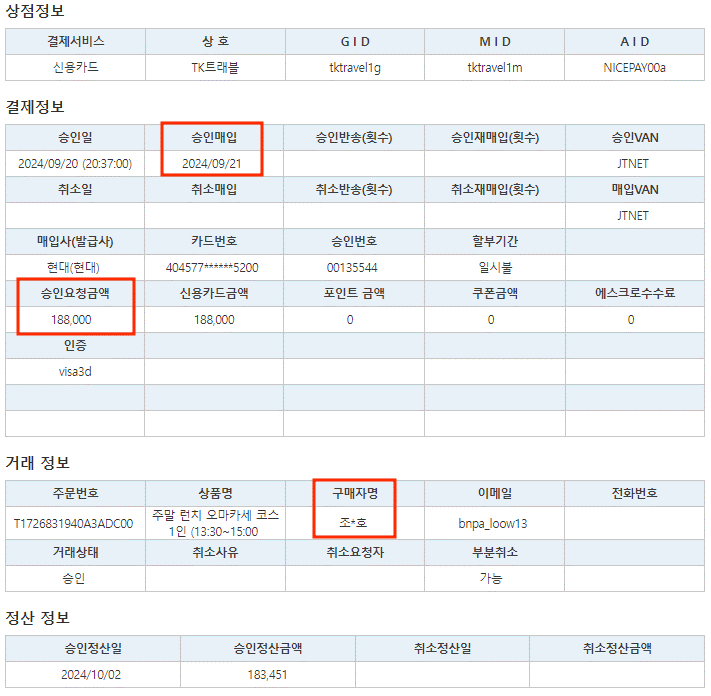 상점정보
결제서비스 상 호 G I D M I D A I D
신용카드 TK트래블 tktravel1g tktravel1m NICEPAY00a
결제정보
승인일 승인매입 승인반송(횟수) 승인재매입(횟수) 승인VAN
2024/09/20 (20:37:00) 2024/09/21 JTNET
취소일 취소매입 취소반송(횟수) 취소재매입(횟수) 매입VAN
JTNET
매입사(발급사) 카드번호 승인번호 할부기간
현대(현대) 404577******5200 00135544 일시불
승인요청금액 신용카드금액 포인트 금액 쿠폰금액 에스크로수수료
188,000 188,000 0 0 0
인증
visa3d
거래 정보
주문번호 상품명 구매자명 이메일 전화번호
T1726831940A3ADC00 주말 런치 오마카세 코스 조*호 bnpa_loow13
1인 (13:30~15:00
거래상태 취소사유 취소요청자 부분취소
승인 가능
정산 정보
승인정산일 승인정산금액 취소정산일 취소정산금액
2024/10/02 183,451